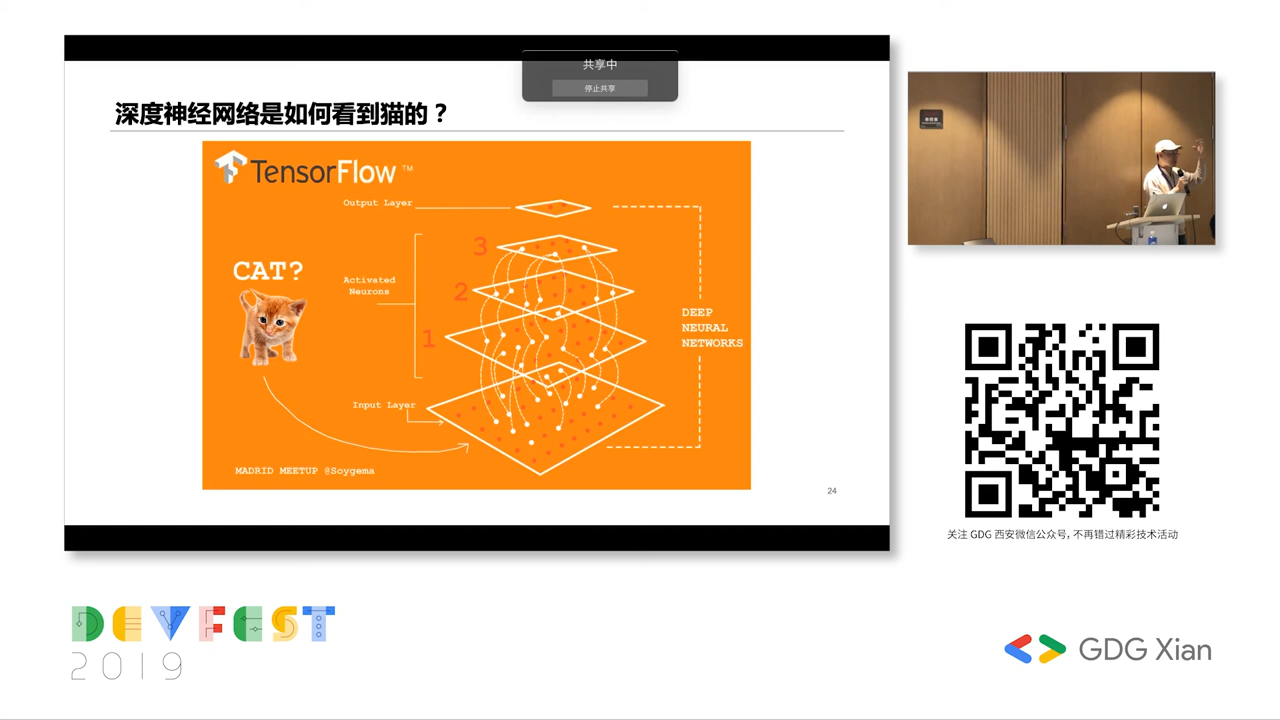 共享中
停止共享
深度神经网络是如何看到猫的？
TensorFlow™
Output Layer
3
CAT?
Activated
Neurons
2
1
DEEP
NEURAL
NETWORKS
Input Layer
MADRID MEETUP @Soygema
24
关注 GDG 西安微信公众号, 不再错过精彩技术活动
DEVFEST
2019
GDG Xian